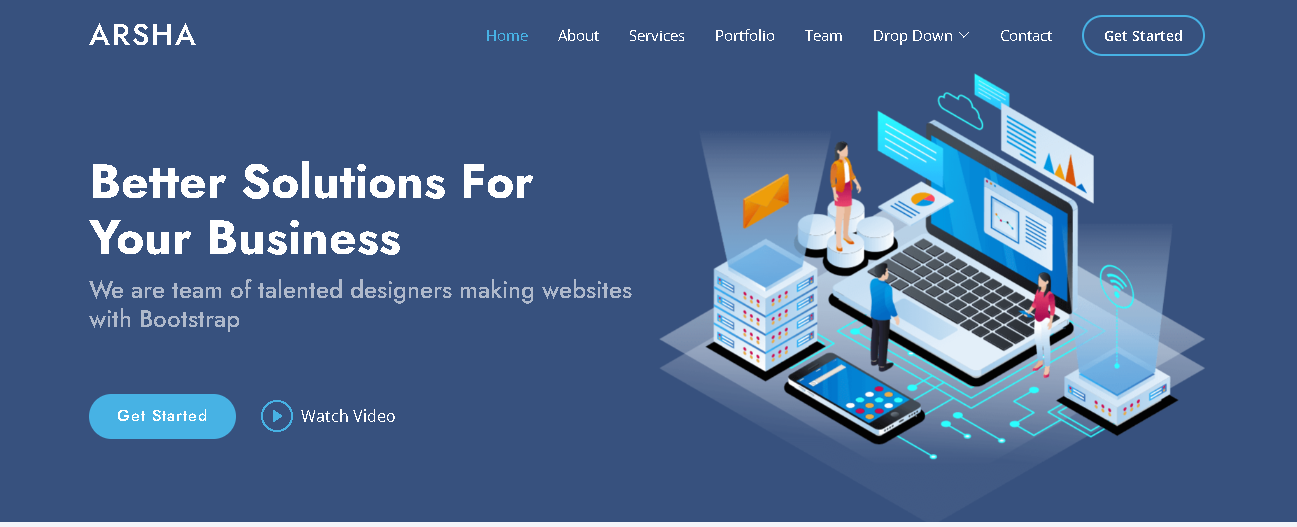 ARSHA
Home About Services Portfolio Team Drop Down Contact Get Started
Better Solutions For
Your Business
We are team of talented designers making websites
with Bootstrap
Get Started Watch Video